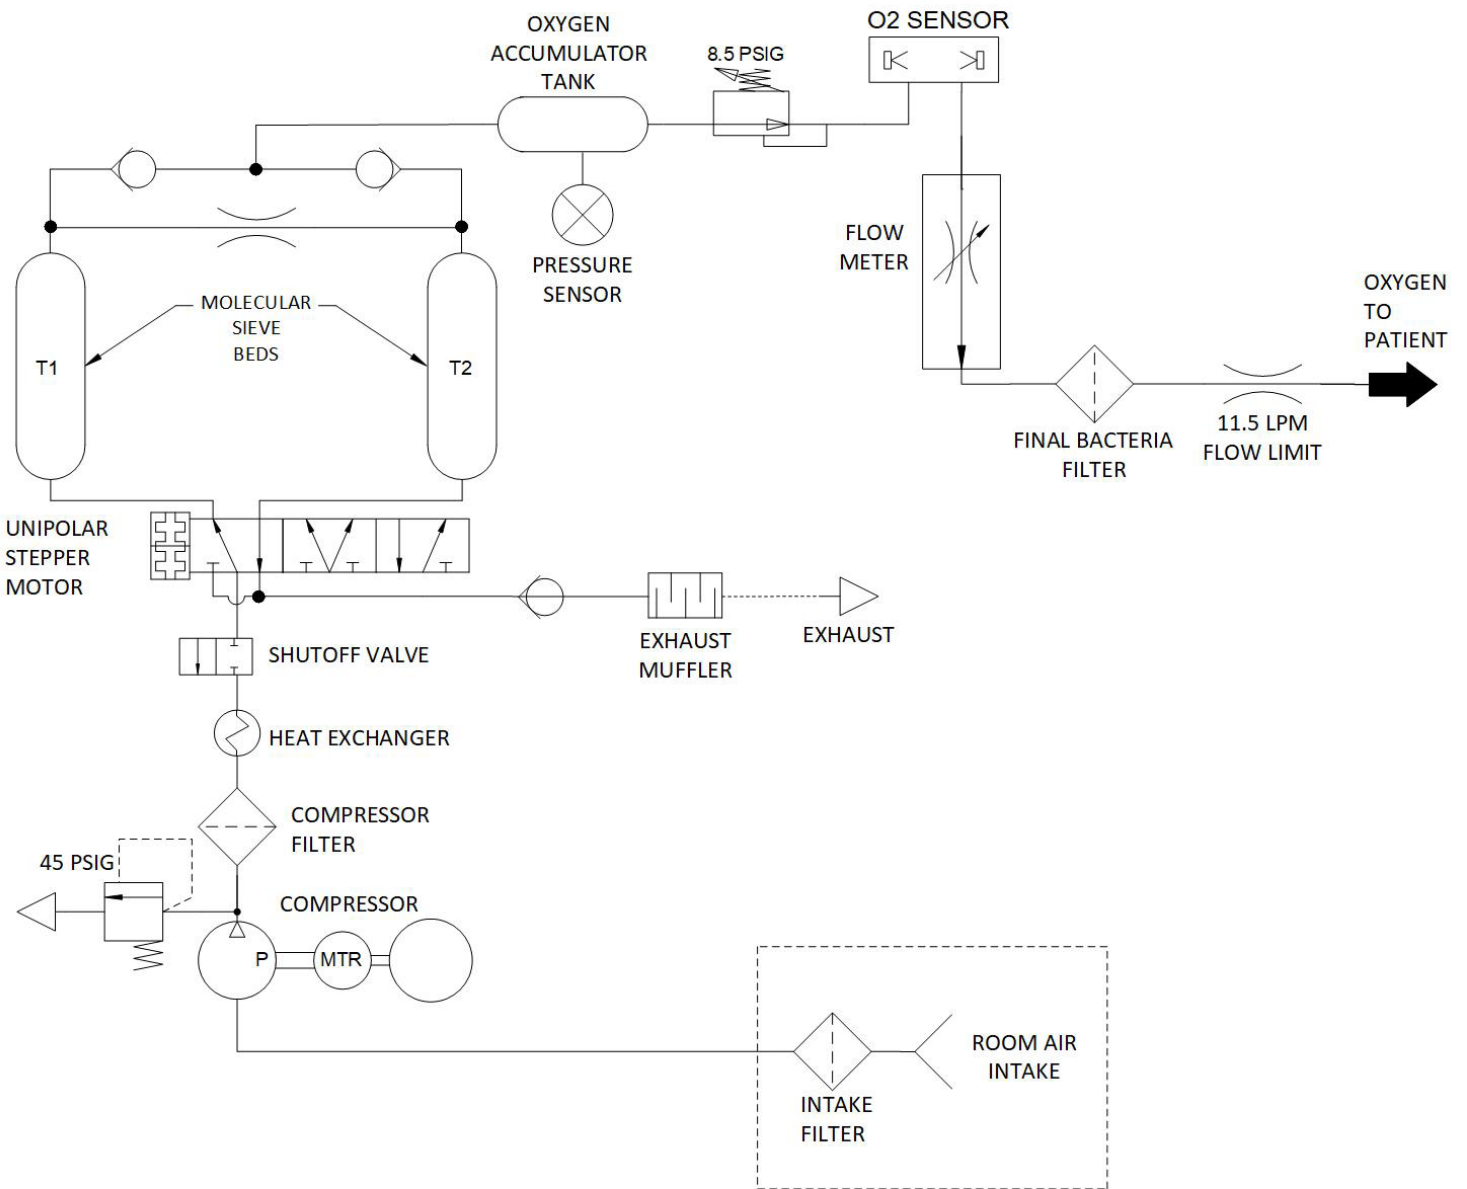 OXYGEN
ACCUMULATOR
TANK
8.5 PSIG
O2 SENSOR
PRESSURE
SENSOR
FLOW
METER
OXYGEN
TO
PATIENT
MOLECULAR
SIEVE
BEDS
T1
T2
FINAL BACTERIA
FILTER
11.5 LPM
FLOW LIMIT
UNIPOLAR
STEPPER
MOTOR
EXHAUST
MUFFLER
EXHAUST
SHUTOFF VALVE
HEAT EXCHANGER
COMPRESSOR
FILTER
45 PSIG
COMPRESSOR
P
MTR
ROOM AIR
INTAKE
INTAKE
FILTER